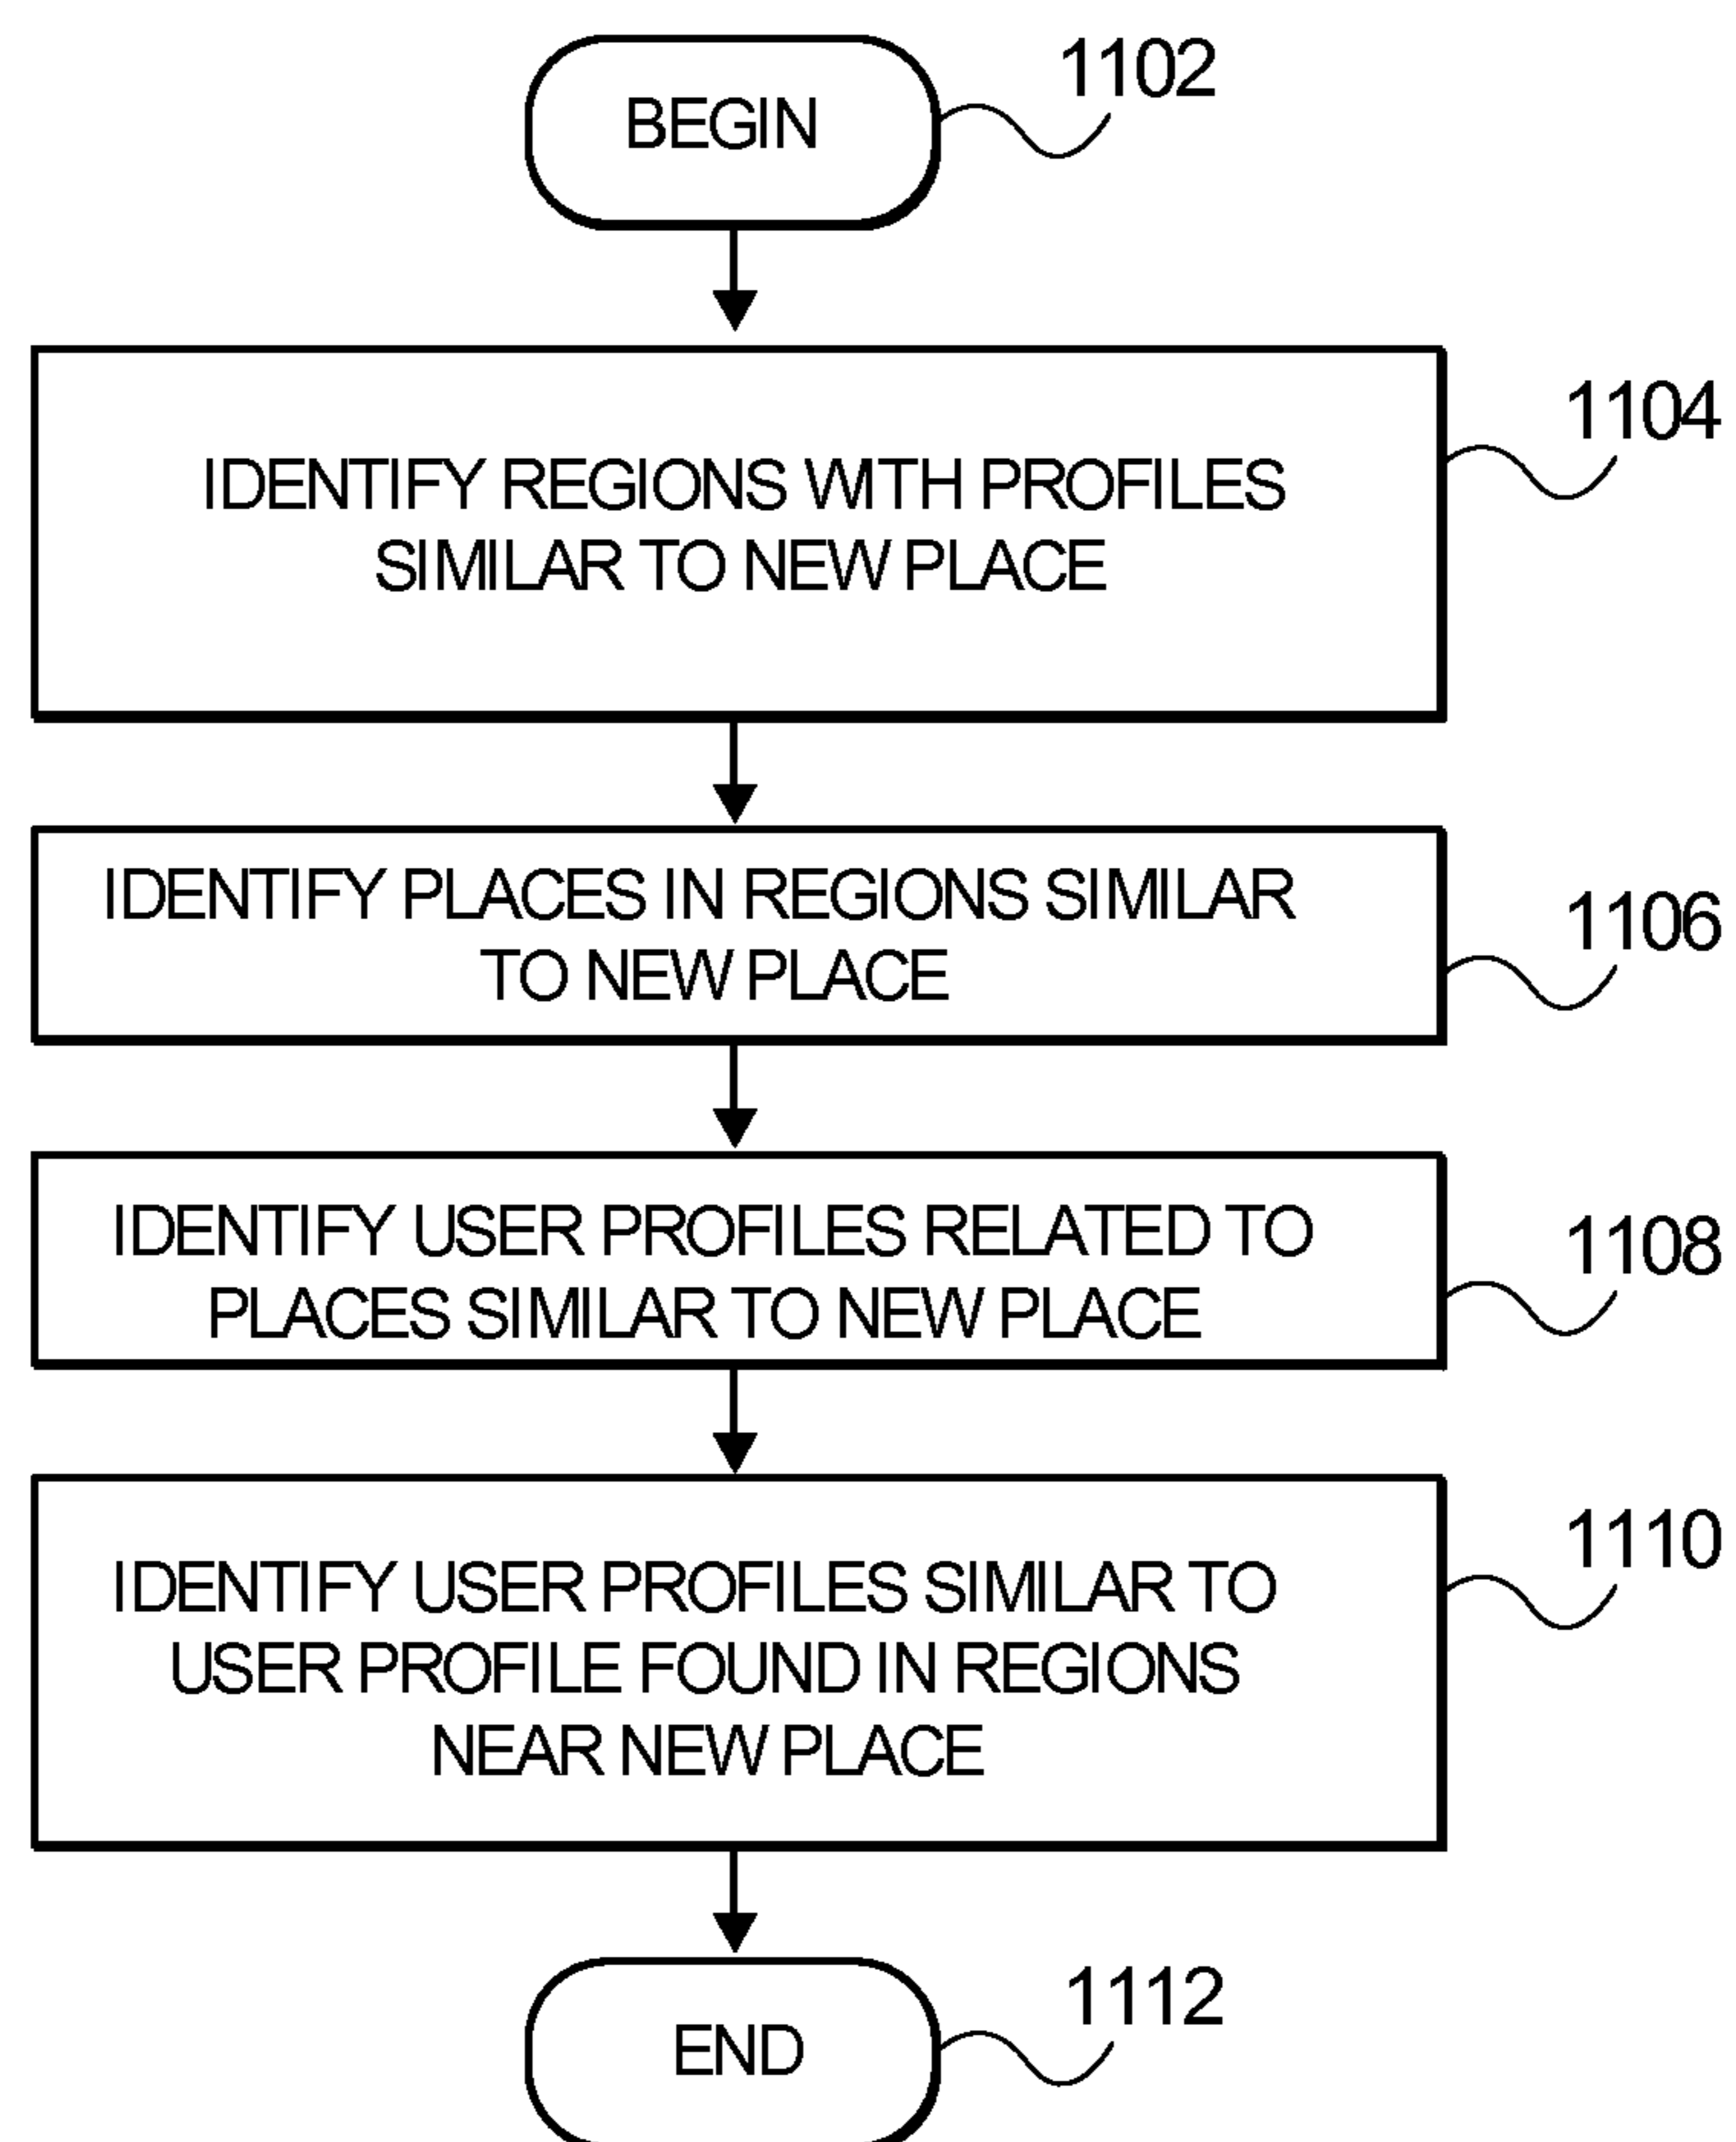 BEGIN
1102
IDENTIFY REGIONS WITH PROFILES
SIMILAR TO NEW PLACE
1104
IDENTIFY PLACES IN REGIONS SIMILAR
TO NEW PLACE
1106
IDENTIFY USER PROFILES RELATED TO
PLACES SIMILAR TO NEW PLACE
1108
IDENTIFY USER PROFILES SIMILAR TO
USER PROFILE FOUND IN REGIONS
NEAR NEW PLACE
1110
END
1112